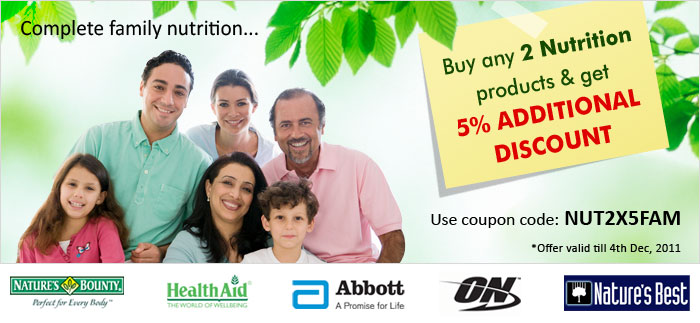 Complete family nutrition...
Buy any 2 Nutrition
products & get
5% ADDITIONAL
DISCOUNT
Use coupon code: NUT2X5FAM
*Offer valid till 4th Dec, 2011
NATURE'S BOUNTY®
Perfect for Every Body™
HealthAid®
THE WORLD OF WELLBEING
Abbott
A Promise for Life
ON
Nature's Best